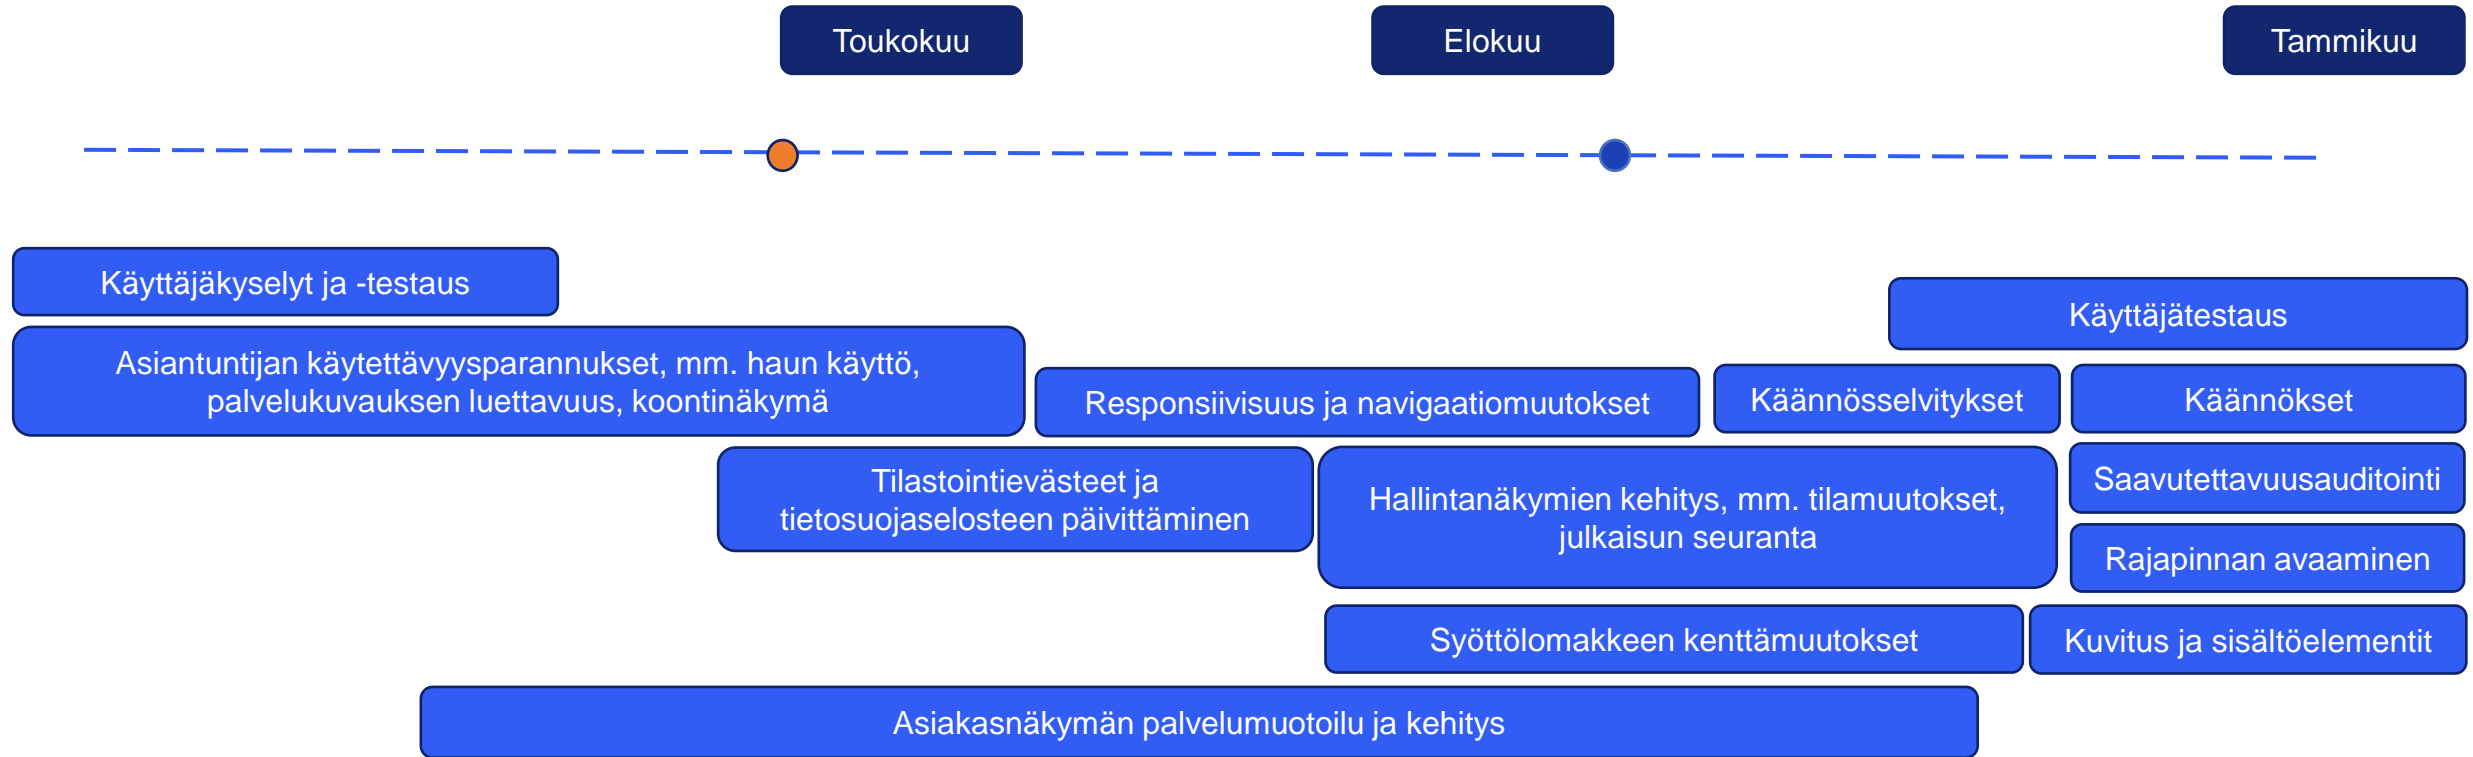 Toukokuu
Elokuu
Tammikuu
Käyttäjäkyselyt ja -testaus
Käyttäjätestaus
Asiantuntijan käytettävyysparannukset, mm. haun käyttö,
palvelukuvauksen luettavuus, koontinäkymä
Responsiivisuus ja navigaatiomuutokset
Käännösselvitykset
Käännökset
Tilastointievästeet ja
tietosuojaselosteen päivittäminen
Hallintanäkymien kehitys, mm. tilamuutokset,
julkaisun seuranta
Saavutettavuusauditointi
Rajapinnan avaaminen
Syöttölomakkeen kenttämuutokset
Kuvitus ja sisältöelementit
Asiakasnäkymän palvelumuotoilu ja kehitys